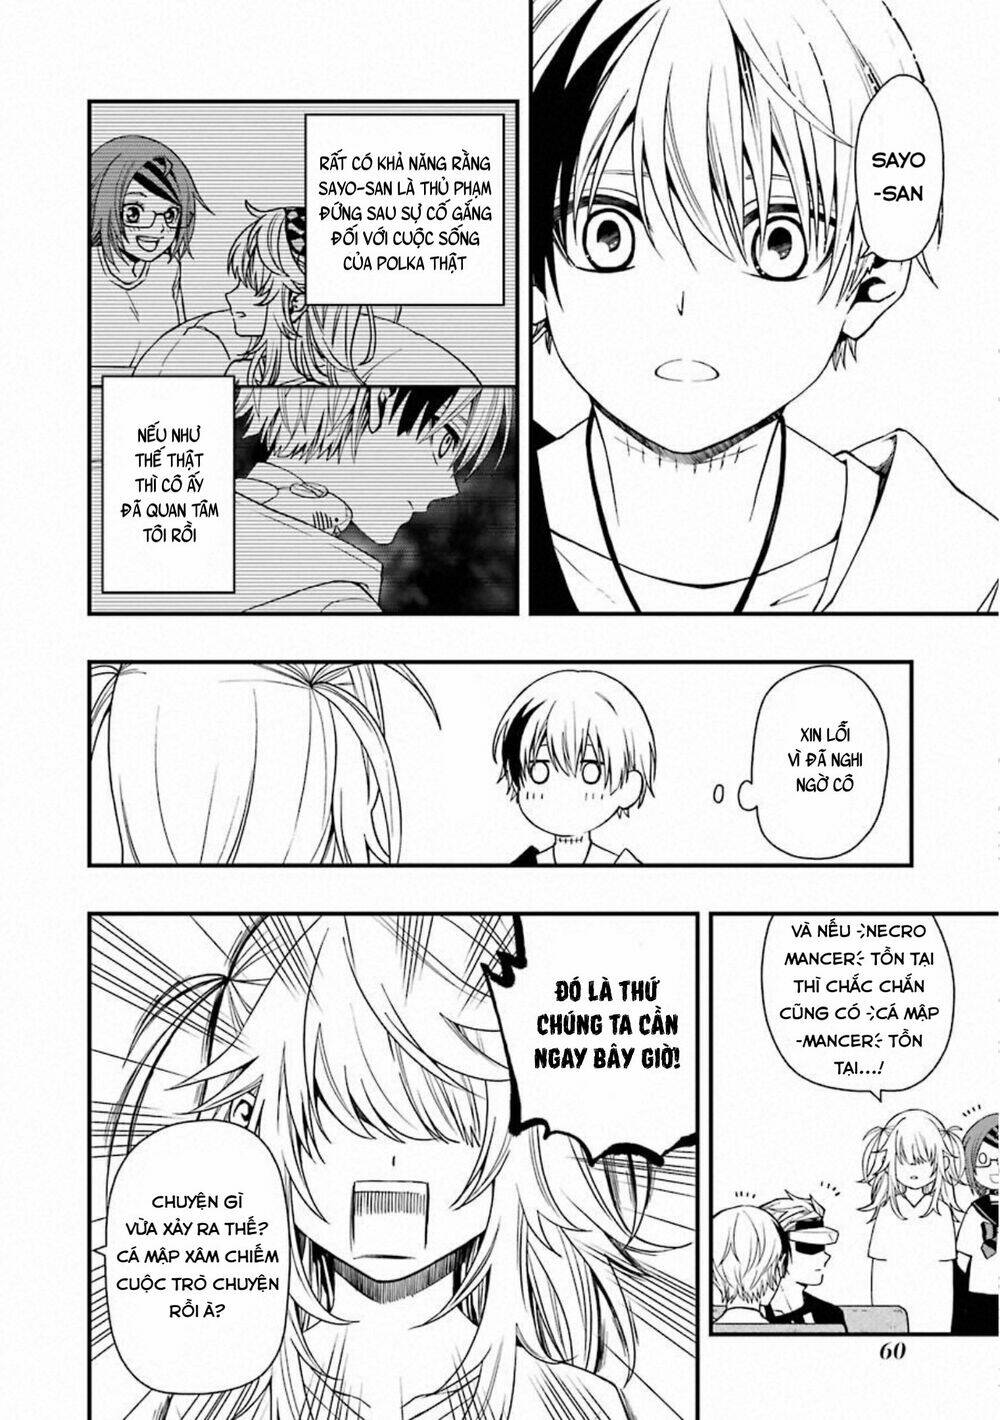 SAYO
-SAN
RẤT CÓ KHẢ NĂNG RẰNG
SAYO-SAN LÀ THỦ PHẠM
ĐỨNG SAU SỰ CỐ GẮNG
ĐỐI VỚI CUỘC SỐNG
CỦA POLKA THẬT
NẾU NHƯ
THẾ THẬT
THÌ CÔ ẤY
ĐÃ QUAN TÂM
TÔI RỒI
XIN LỖI
VÌ ĐÃ NGHI
NGỜ CÔ
VÀ NẾU -:NECRO
MANCER:- TỒN TẠI
THÌ CHẮC CHẮN
CŨNG CÓ -:CÁ MẬP
-MANCER:- TỒN
TẠI...!
ĐÓ LÀ THỨ
CHÚNG TA CẦN
NGAY BÂY GIỜ!
CHUYỆN GÌ
VỪA XẢY RA THẾ?
CÁ MẬP XÂM CHIẾM
CUỘC TRÒ CHUYỆN
RỒI À?
60